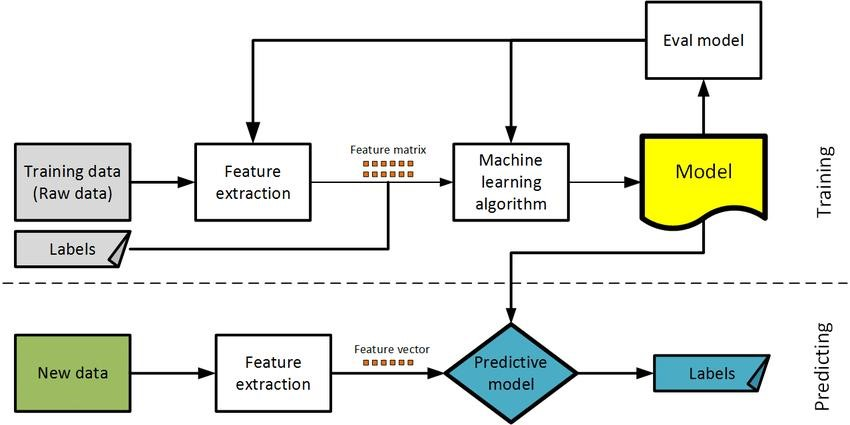 Eval model
Training data
(Raw data)
Feature
extraction
Feature matrix
Machine
learning
algorithm
Model
Training
Labels
New data
Feature
extraction
Feature vector
Predictive
model
Labels
Predicting